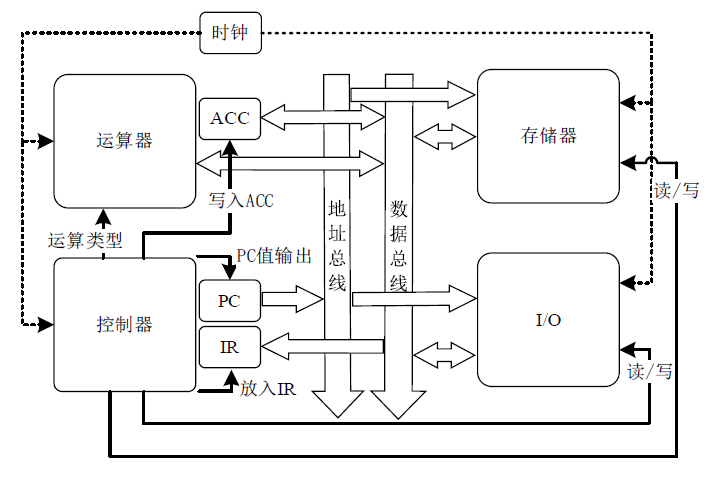 时钟
运算器
ACC
存储器
写入ACC
读/写
运算类型
地址总线
数据总线
PC值输出
控制器
PC
I/O
IR
读/写
放入IR